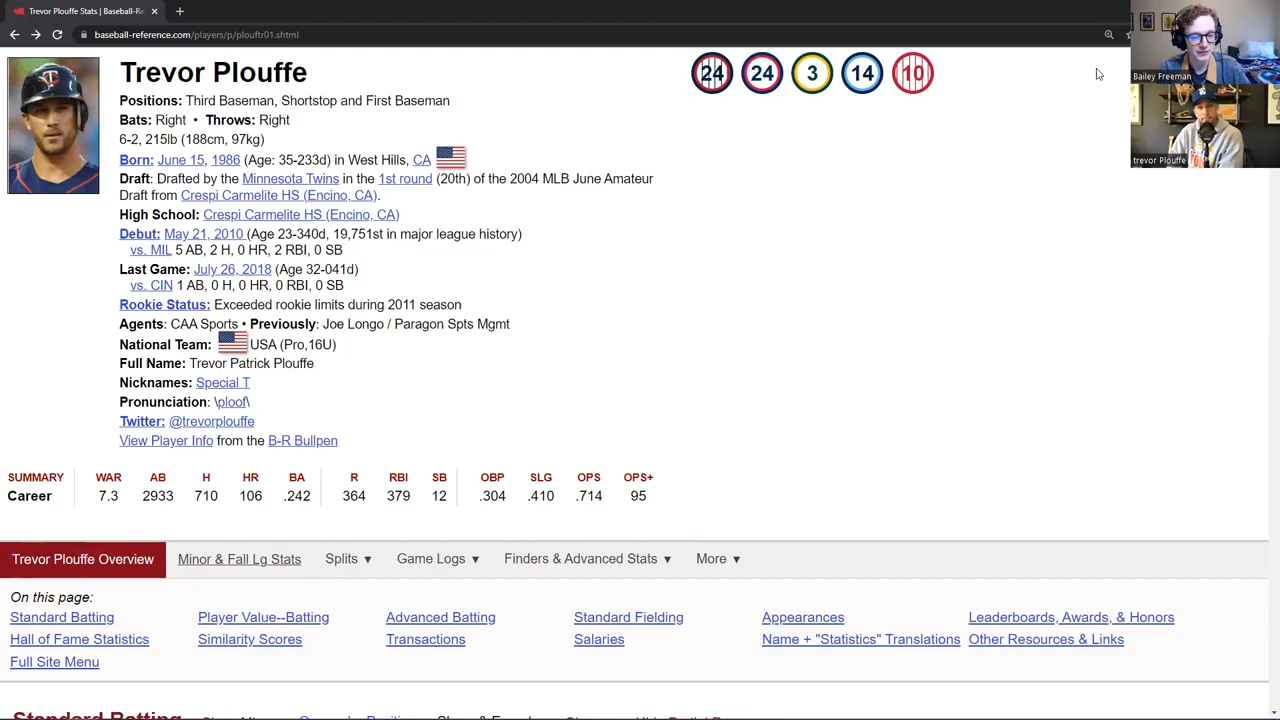 Trevor Plouffe Stats | Baseball-Re
baseball-reference.com/players/p/plouftr01.shtml
Bailey Freeman
trevor Plouffe
Trevor Plouffe
24 24 3 14 10
Positions: Third Baseman, Shortstop and First Baseman
Bats: Right • Throws: Right
6-2, 215lb (188cm, 97kg)
Born: June 15, 1986 (Age: 35-233d) in West Hills, CA
Draft: Drafted by the Minnesota Twins in the 1st round (20th) of the 2004 MLB June Amateur
Draft from Crespi Carmelite HS (Encino, CA).
High School: Crespi Carmelite HS (Encino, CA)
Debut: May 21, 2010 (Age 23-340d, 19,751st in major league history)
vs. MIL 5 AB, 2 H, 0 HR, 2 RBI, 0 SB
Last Game: July 26, 2018 (Age 32-041d)
vs. CIN 1 AB, 0 H, 0 HR, 0 RBI, 0 SB
Rookie Status: Exceeded rookie limits during 2011 season
Agents: CAA Sports • Previously: Joe Longo / Paragon Spts Mgmt
National Team: USA (Pro,16U)
Full Name: Trevor Patrick Plouffe
Nicknames: Special T
Pronunciation: \ploof\
Twitter: @trevorplouffe
View Player Info from the B-R Bullpen
SUMMARY WAR AB H HR BA R RBI SB OBP SLG OPS OPS+
Career 7.3 2933 710 106 .242 364 379 12 .304 .410 .714 95
Trevor Plouffe Overview Minor & Fall Lg Stats Splits ▼ Game Logs ▼ Finders & Advanced Stats ▼ More ▼
On this page:
Standard Batting Player Value--Batting Advanced Batting Standard Fielding Appearances Leaderboards, Awards, & Honors
Hall of Fame Statistics Similarity Scores Transactions Salaries Name + "Statistics" Translations Other Resources & Links
Full Site Menu
Standard Batting